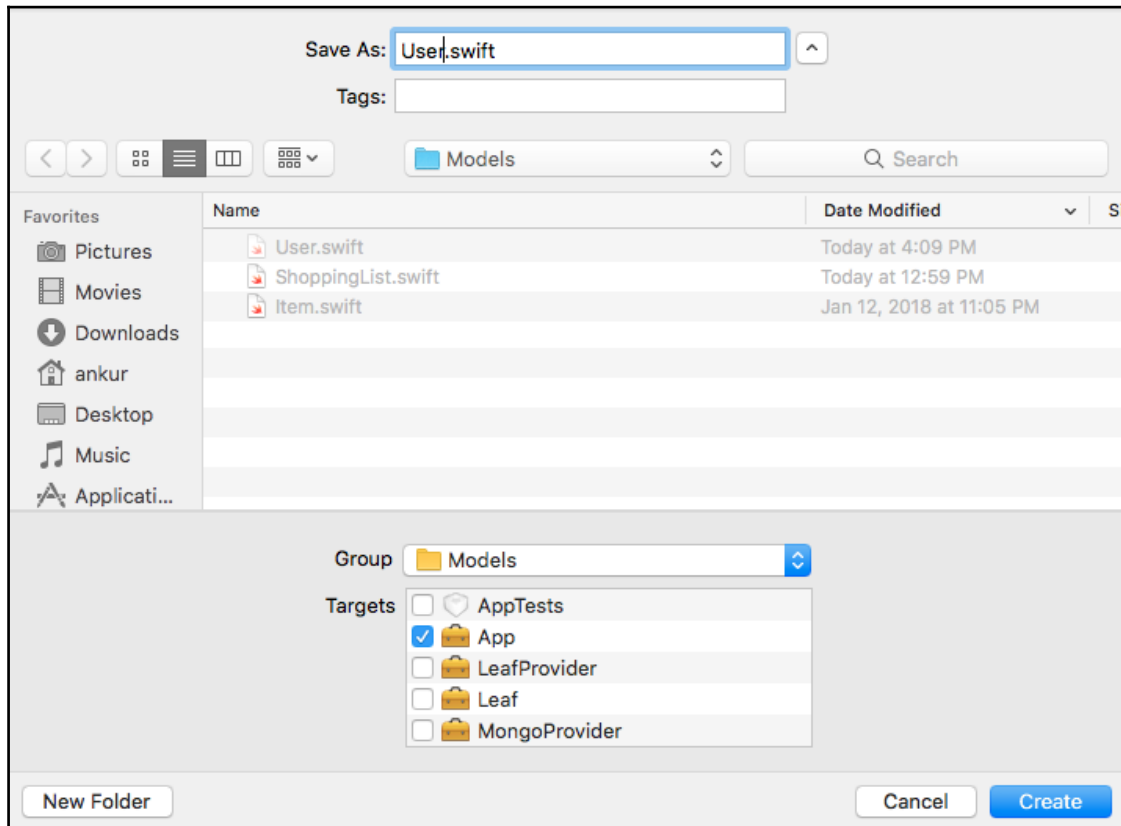 Save As: User.swift
Tags:
Models
Search
Favorites
Name Date Modified
Pictures
Movies
Downloads
ankur
Desktop
Music
Applicati...
User.swift Today at 4:09 PM
ShoppingList.swift Today at 12:59 PM
Item.swift Jan 12, 2018 at 11:05 PM
Group Models
Targets AppTests
App
LeafProvider
Leaf
MongoProvider
New Folder Cancel Create